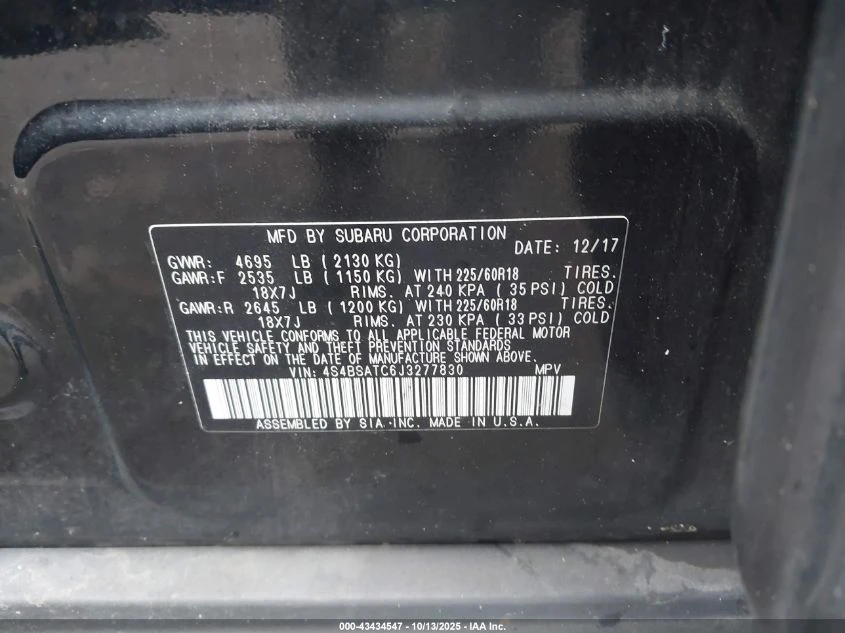 MFD BY SUBARU CORPORATION
DATE: 12/17
GVWR: 4695 LB ( 2130 KG)
GAWR:F 2535 LB ( 1150 KG) WITH 225/60R18 TIRES.
18X7J RIMS. AT 240 KPA ( 35 PSI) COLD
GAWR:R 2645 LB ( 1200 KG) WITH 225/60R18 TIRES.
18X7J RIMS. AT 230 KPA ( 33 PSI) COLD
THIS VEHICLE CONFORMS TO ALL APPLICABLE FEDERAL MOTOR
VEHICLE SAFETY AND THEFT PREVENTION STANDARDS
IN EFFECT ON THE DATE OF MANUFACTURE SHOWN ABOVE.
VIN: 4S4BSATC6J3277830 MPV
ASSEMBLED BY SIA.INC. MADE IN U.S.A.
000-43434547 - 10/13/2025 - IAA Inc.